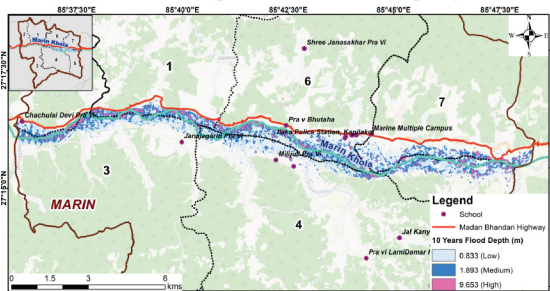 85°37'30"E 85°40'0"E 85°42'30"E 85°45'0"E 85°47'30"E
N
W E
S
Marin Khola
27°17'30"N
27°15'0"N
Shree Janasakhar Pra Vi
1
6
7
Chachulai Devi Pra Vi
Pra v Bhutaha
Ilaka Police Station, Kapilakot
Marine Multiple Campus
Marin Khola
3
MARIN
4
Jal Kany
Pra vi LamiDamar
Legend
School
Madan Bhandari Highway
10 Years Flood Depth (m)
0.833 (Low)
1.893 (Medium)
9.653 (High)
0 1.5 3 6
kms